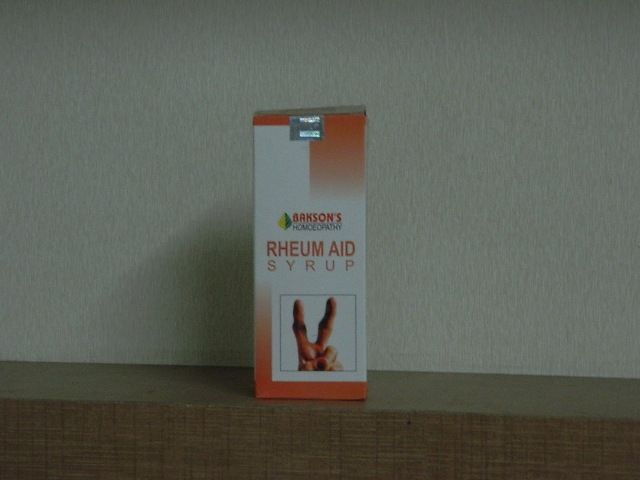 BAKSON'S
HOMOEOPATHY
RHEUM AID
SYRUP